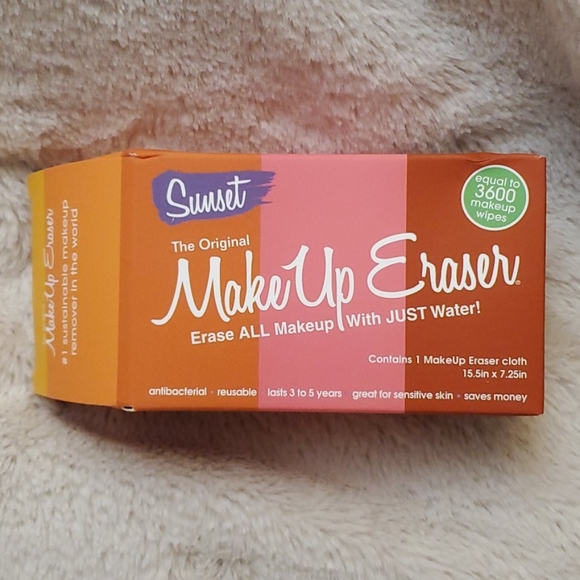 MakeUp Eraser
#1 sustainable makeup
remover in the world
Sunset
equal to
3600
makeup
wipes
The Original
MakeUp Eraser®
Erase ALL Makeup With JUST Water!
Contains 1 MakeUp Eraser cloth
15.5in x 7.25in
antibacterial • reusable lasts 3 to 5 years great for sensitive skin • saves money